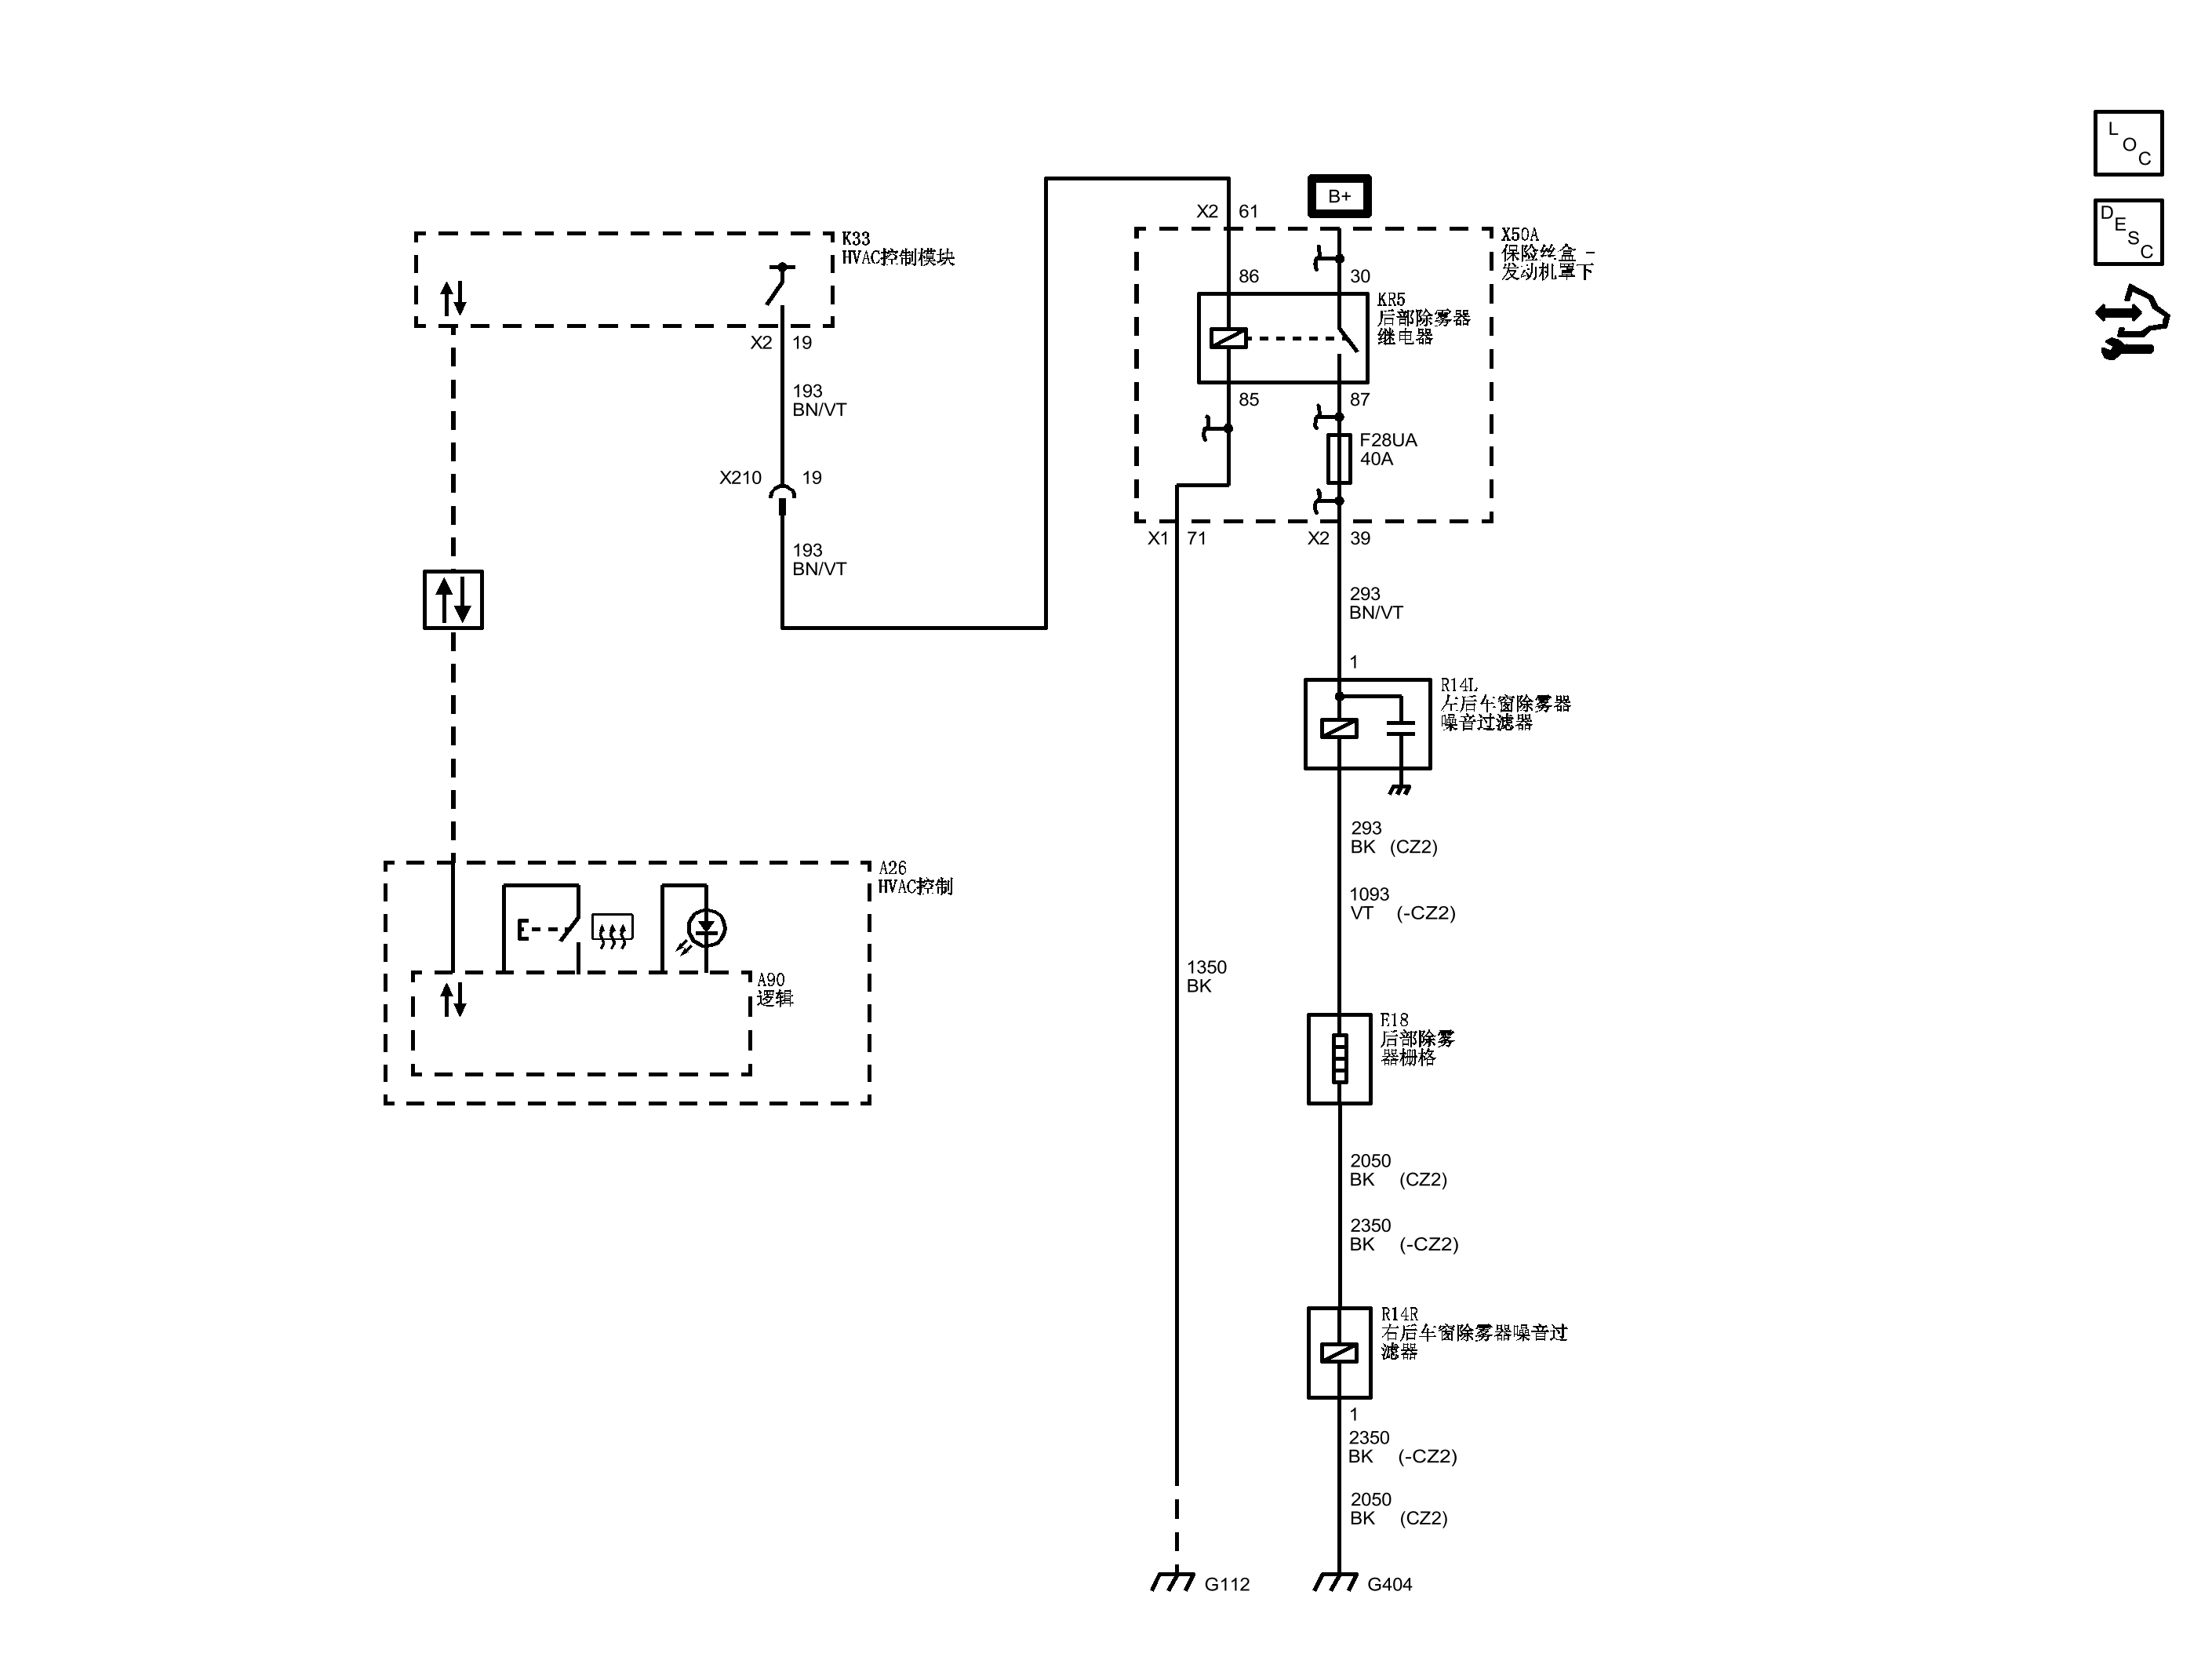 L
O
C
D
E
S
C
B+
X2 61
K33
HVAC控制模块
X50A
保险丝盒 -
发动机罩下
86 30
KR5
后部除雾器
继电器
X2 19
193
BN/VT
85 87
F28UA
40A
X210 19
X1 71 X2 39
193
BN/VT
293
BN/VT
1
R14L
左后车窗除雾器
噪音过滤器
293
BK (CZ2)
A26
HVAC控制
1093
VT (-CZ2)
A90
逻辑
1350
BK
E18
后部除雾
器栅格
2050
BK (CZ2)
2350
BK (-CZ2)
R14R
右后车窗除雾器噪音过
滤器
1
2350
BK (-CZ2)
2050
BK (CZ2)
G112 G404